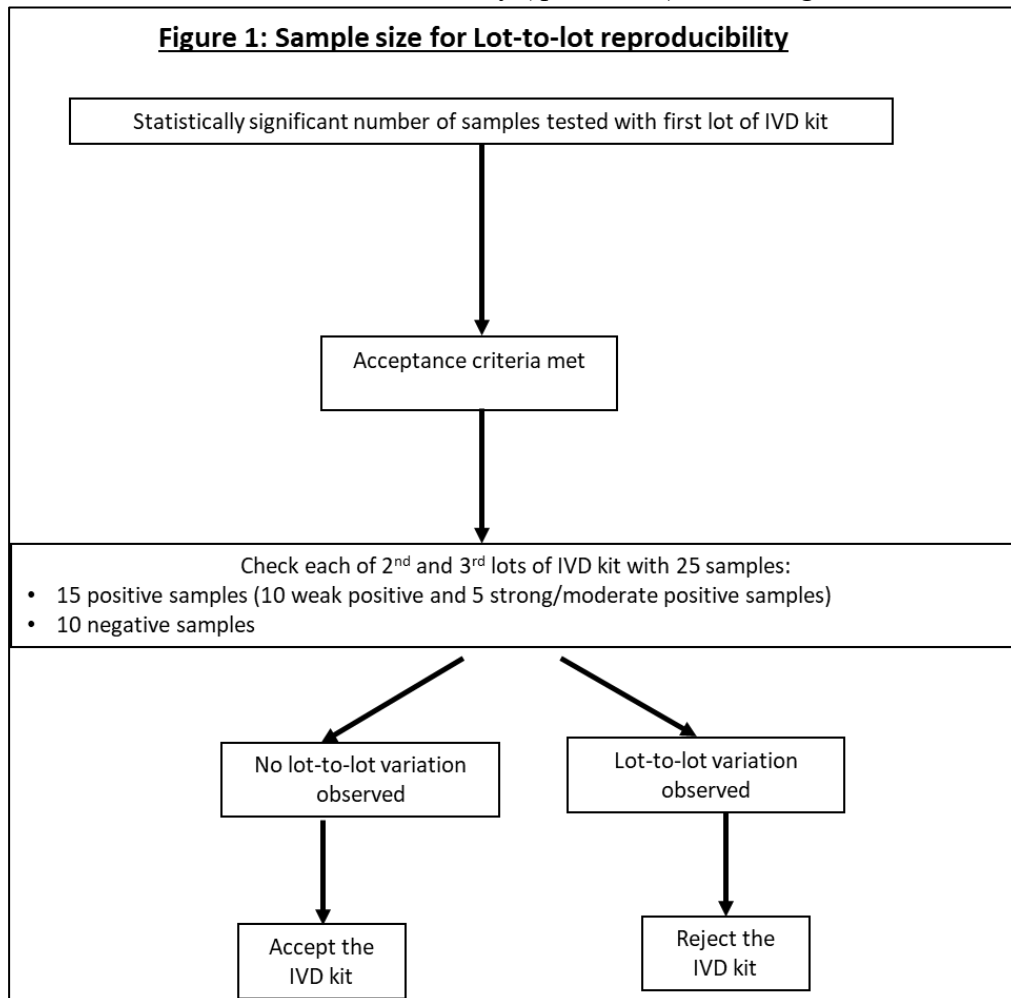 Figure 1: Sample size for Lot-to-lot reproducibility
Statistically significant number of samples tested with first lot of IVD kit
Acceptance criteria met
Check each of 2nd and 3rd lots of IVD kit with 25 samples:
• 15 positive samples (10 weak positive and 5 strong/moderate positive samples)
• 10 negative samples
No lot-to-lot variation
observed
Lot-to-lot variation
observed
Accept the
IVD kit
Reject the
IVD kit